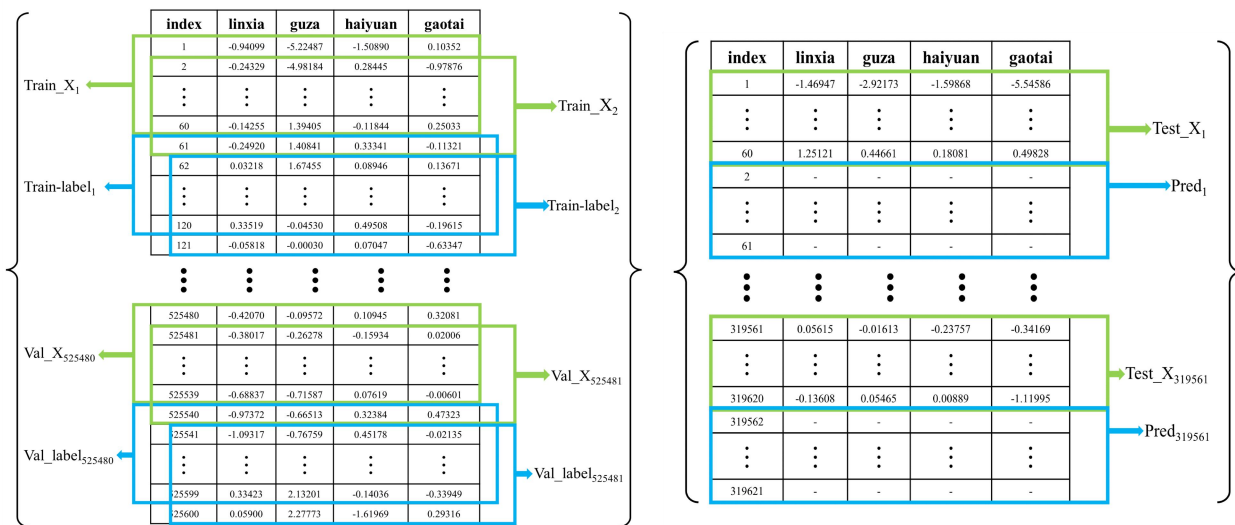 index linxia guza haiyuan gaotai
1 -0.94099 -5.22487 -1.50890 0.10352
2 -0.24329 -4.98184 0.28445 -0.97876
Train_X1
Train_X2
60 -0.14255 1.39405 -0.11844 0.25033
61 -0.24920 1.40841 0.33341 -0.11321
62 0.03218 1.67455 0.08946 0.13671
Train-label1
Train-label2
120 0.33519 -0.04530 0.49508 -0.19615
121 -0.05818 -0.00030 0.07047 -0.63347
525480 -0.42070 -0.09572 0.10945 0.32081
525481 -0.38017 -0.26278 -0.15934 0.02006
Val_X525480
Val_X525481
525539 -0.68837 -0.71587 0.07619 -0.00601
525540 -0.97372 -0.66513 0.32384 0.47323
525541 -1.09317 -0.76759 0.45178 -0.02135
Val_label525480
Val_label525481
525599 0.33423 2.13201 -0.14036 -0.33949
525600 0.05900 2.27773 -1.61969 0.29316
index linxia guza haiyuan gaotai
1 -1.46947 -2.92173 -1.59868 -5.54586
Test_X1
60 1.25121 0.44661 0.18081 0.49828
2 - - - -
Pred1
61 - - - -
319561 0.05615 -0.01613 -0.23757 -0.34169
Test_X319561
319620 -0.13608 0.05465 0.00889 -1.11995
319562 - - - -
Pred319561
319621 - - - -